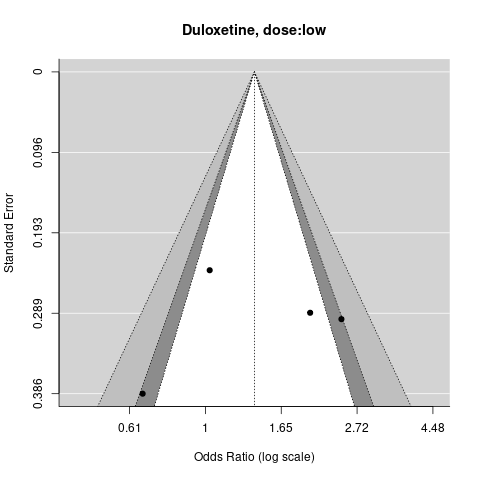 Duloxetine, dose:low
0
0.096
0.193
0.289
0.386
Standard Error
0.61 1 1.65 2.72 4.48
Odds Ratio (log scale)